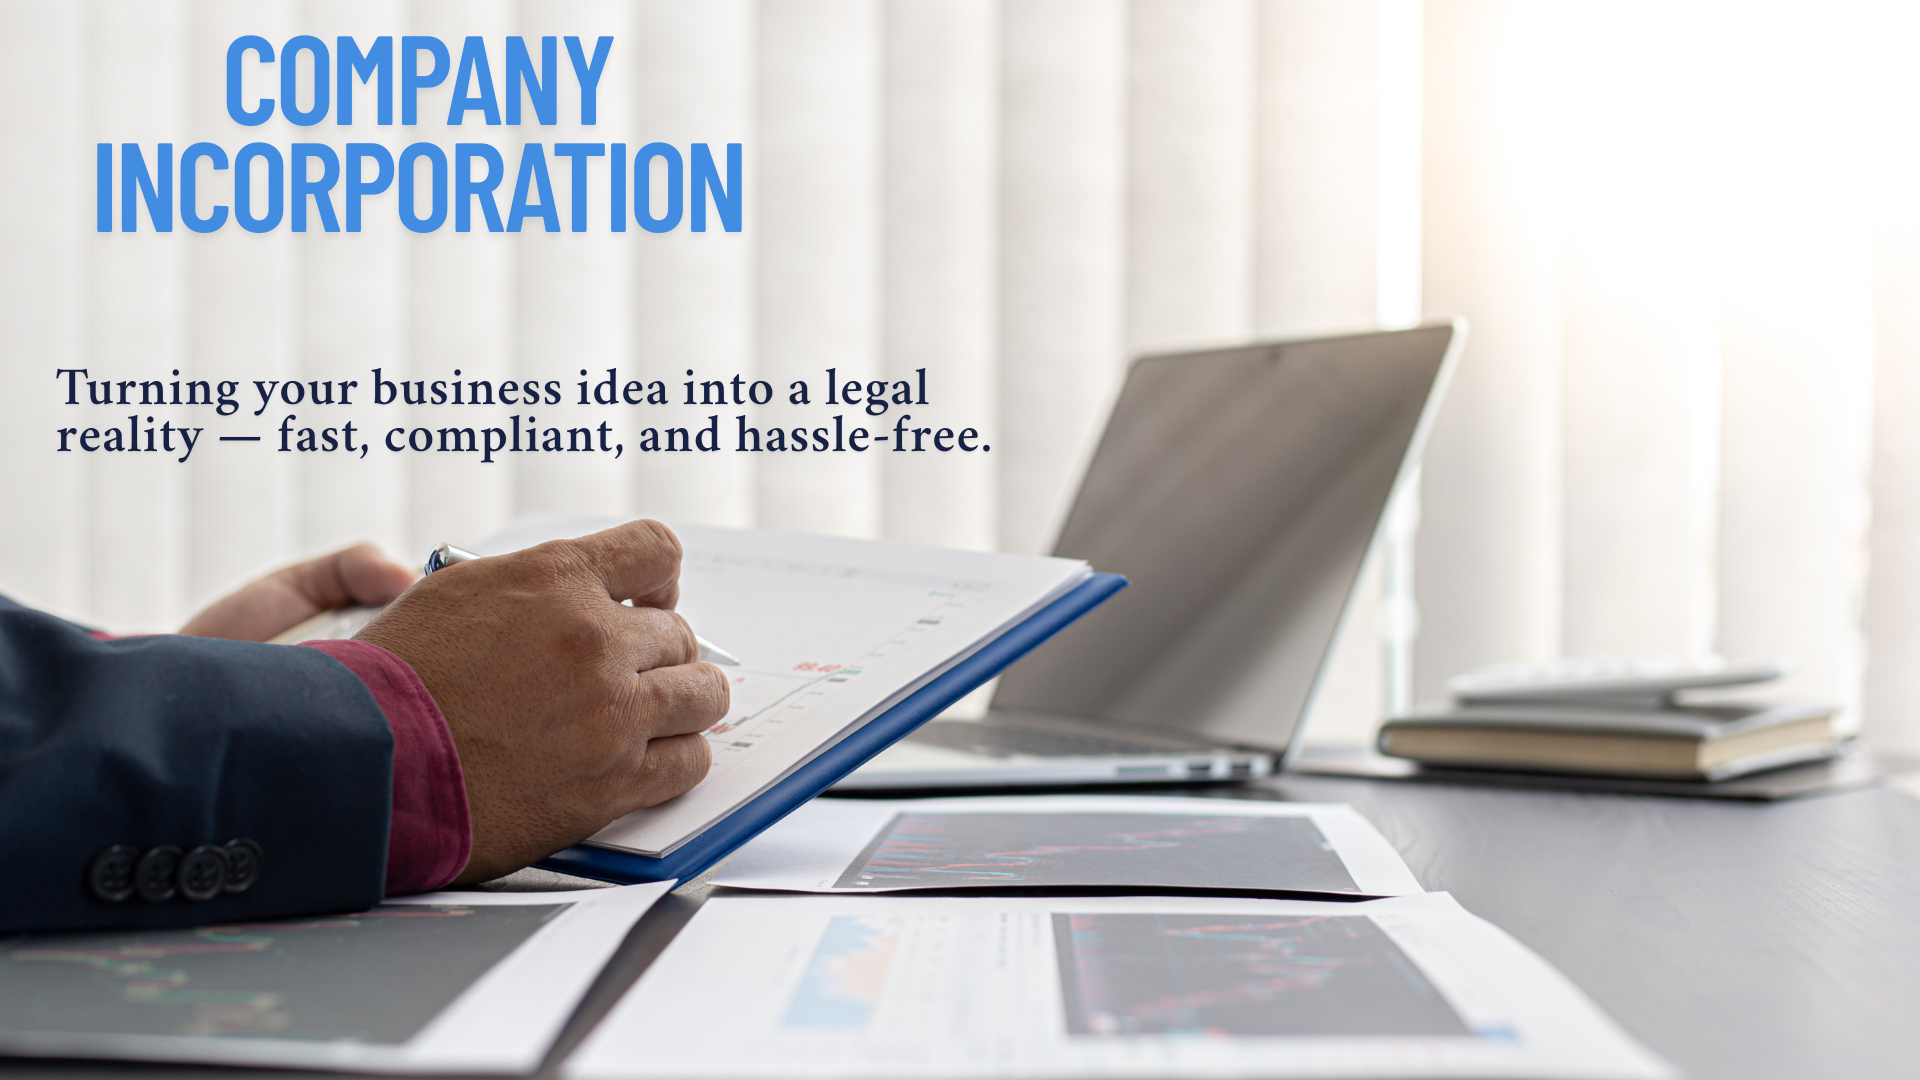 COMPANY
INCORPORATION
Turning your business idea into a legal
reality — fast, compliant, and hassle-free.